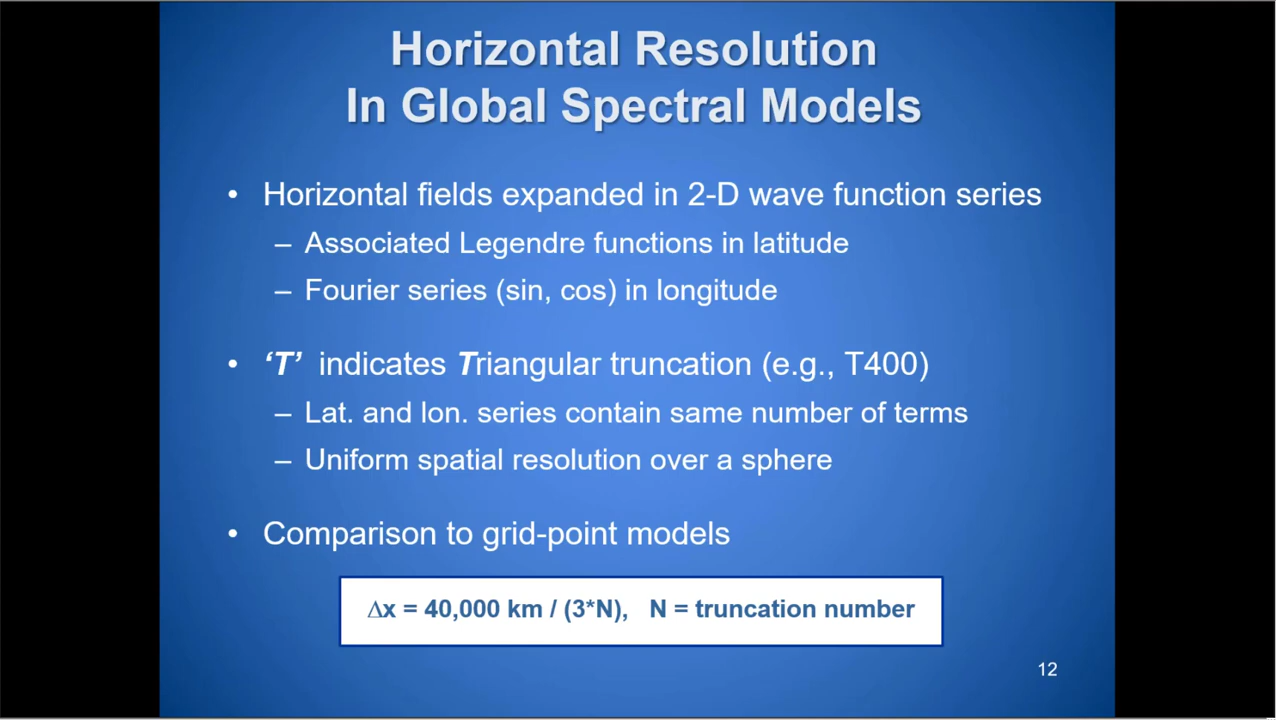 Horizontal Resolution
In Global Spectral Models
• Horizontal fields expanded in 2-D wave function series
– Associated Legendre functions in latitude
– Fourier series (sin, cos) in longitude
• ‘T’ indicates Triangular truncation (e.g., T400)
– Lat. and lon. series contain same number of terms
– Uniform spatial resolution over a sphere
• Comparison to grid-point models
Δx = 40,000 km / (3*N), N = truncation number
12